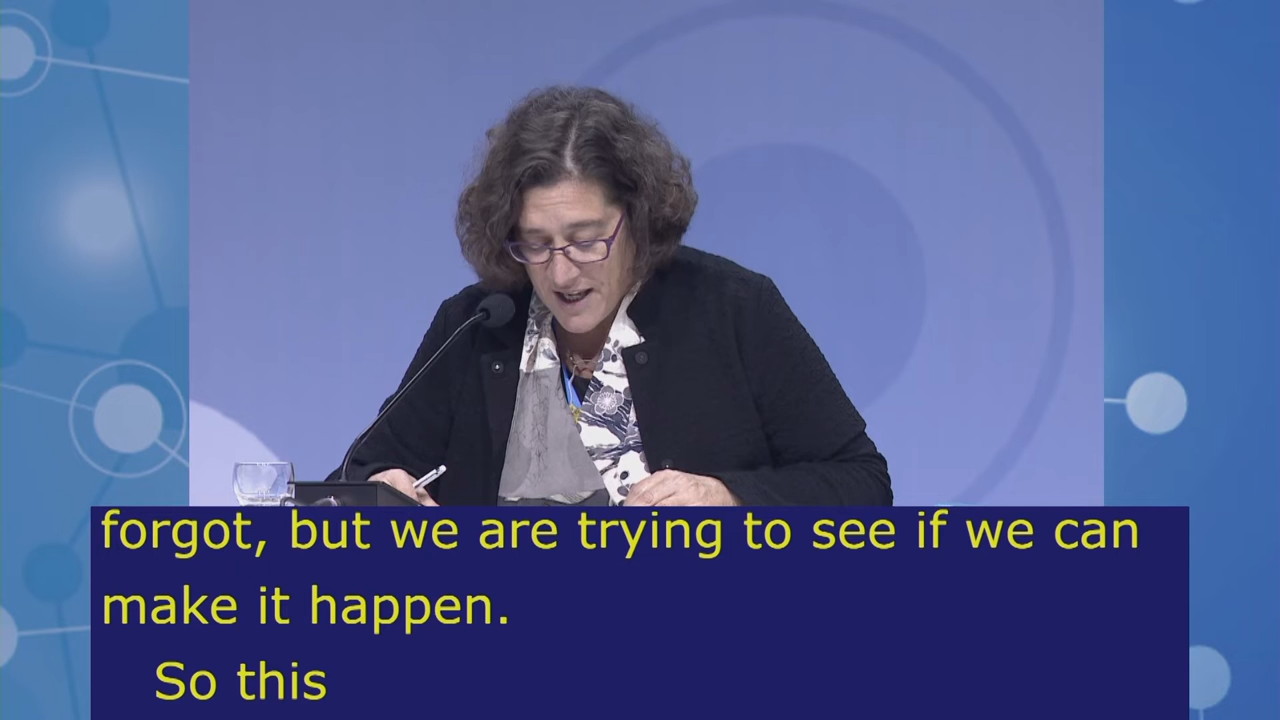 forgot, but we are trying to see if we can
make it happen.
So this